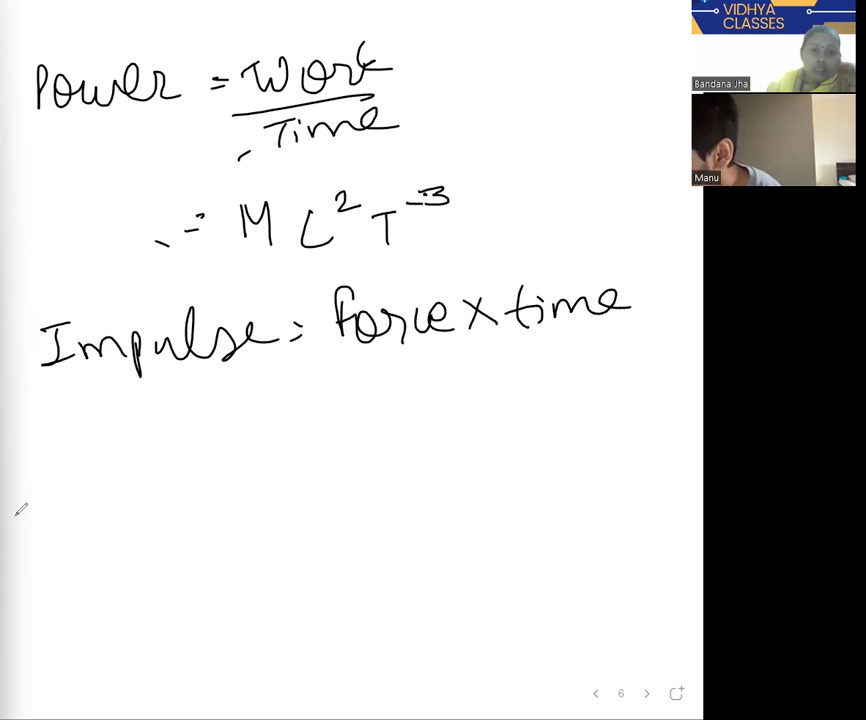 VIDHYA
CLASSES
Bandana Jha
Manu
Power = Work
Time
= M L² T⁻³
Impulse = force × time
6